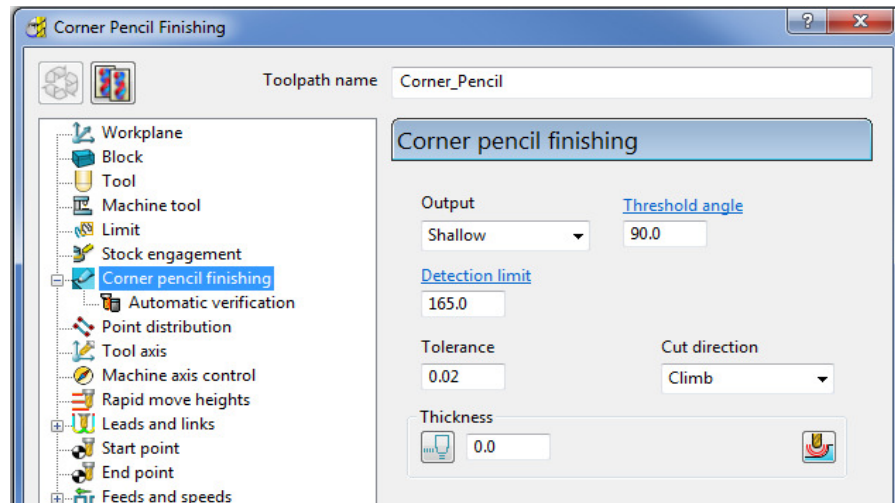 Corner Pencil Finishing
Toolpath name
Corner_Pencil
Workplane
Block
Tool
Machine tool
Limit
Stock engagement
Corner pencil finishing
Automatic verification
Point distribution
Tool axis
Machine axis control
Rapid move heights
Leads and links
Start point
End point
Feeds and speeds
Corner pencil finishing
Output
Threshold angle
Shallow
90.0
Detection limit
165.0
Tolerance
Cut direction
0.02
Climb
Thickness
0.0